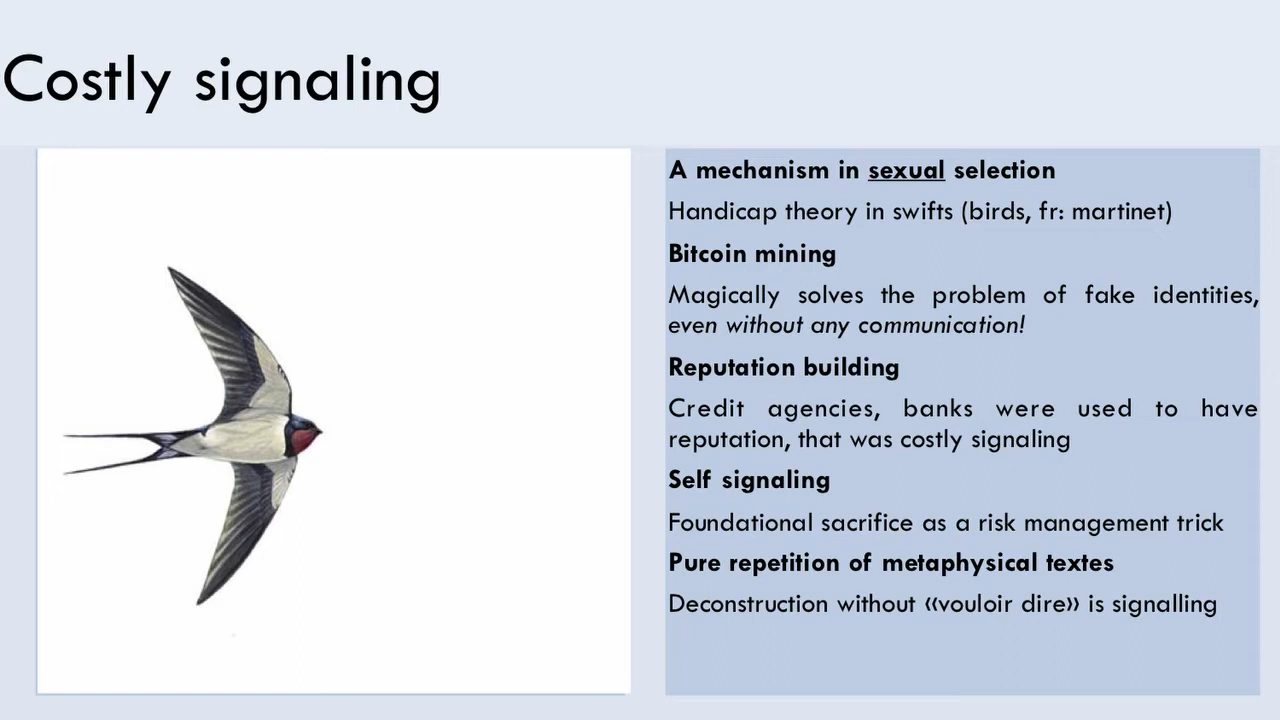 Costly signaling
A mechanism in sexual selection
Handicap theory in swifts (birds, fr: martinet)
Bitcoin mining
Magically solves the problem of fake identities,
even without any communication!
Reputation building
Credit agencies, banks were used to have
reputation, that was costly signaling
Self signaling
Foundational sacrifice as a risk management trick
Pure repetition of metaphysical textes
Deconstruction without «vouloir dire» is signalling